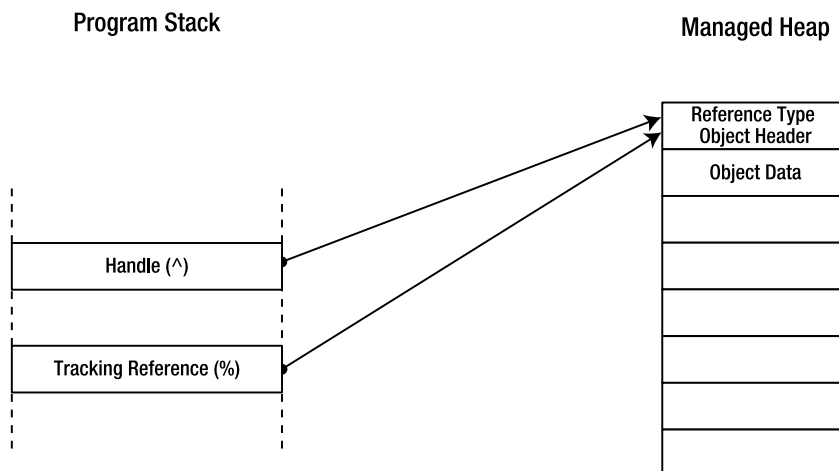 Program Stack
Managed Heap
Reference Type
Object Header
Object Data
Handle (^)
Tracking Reference (%)